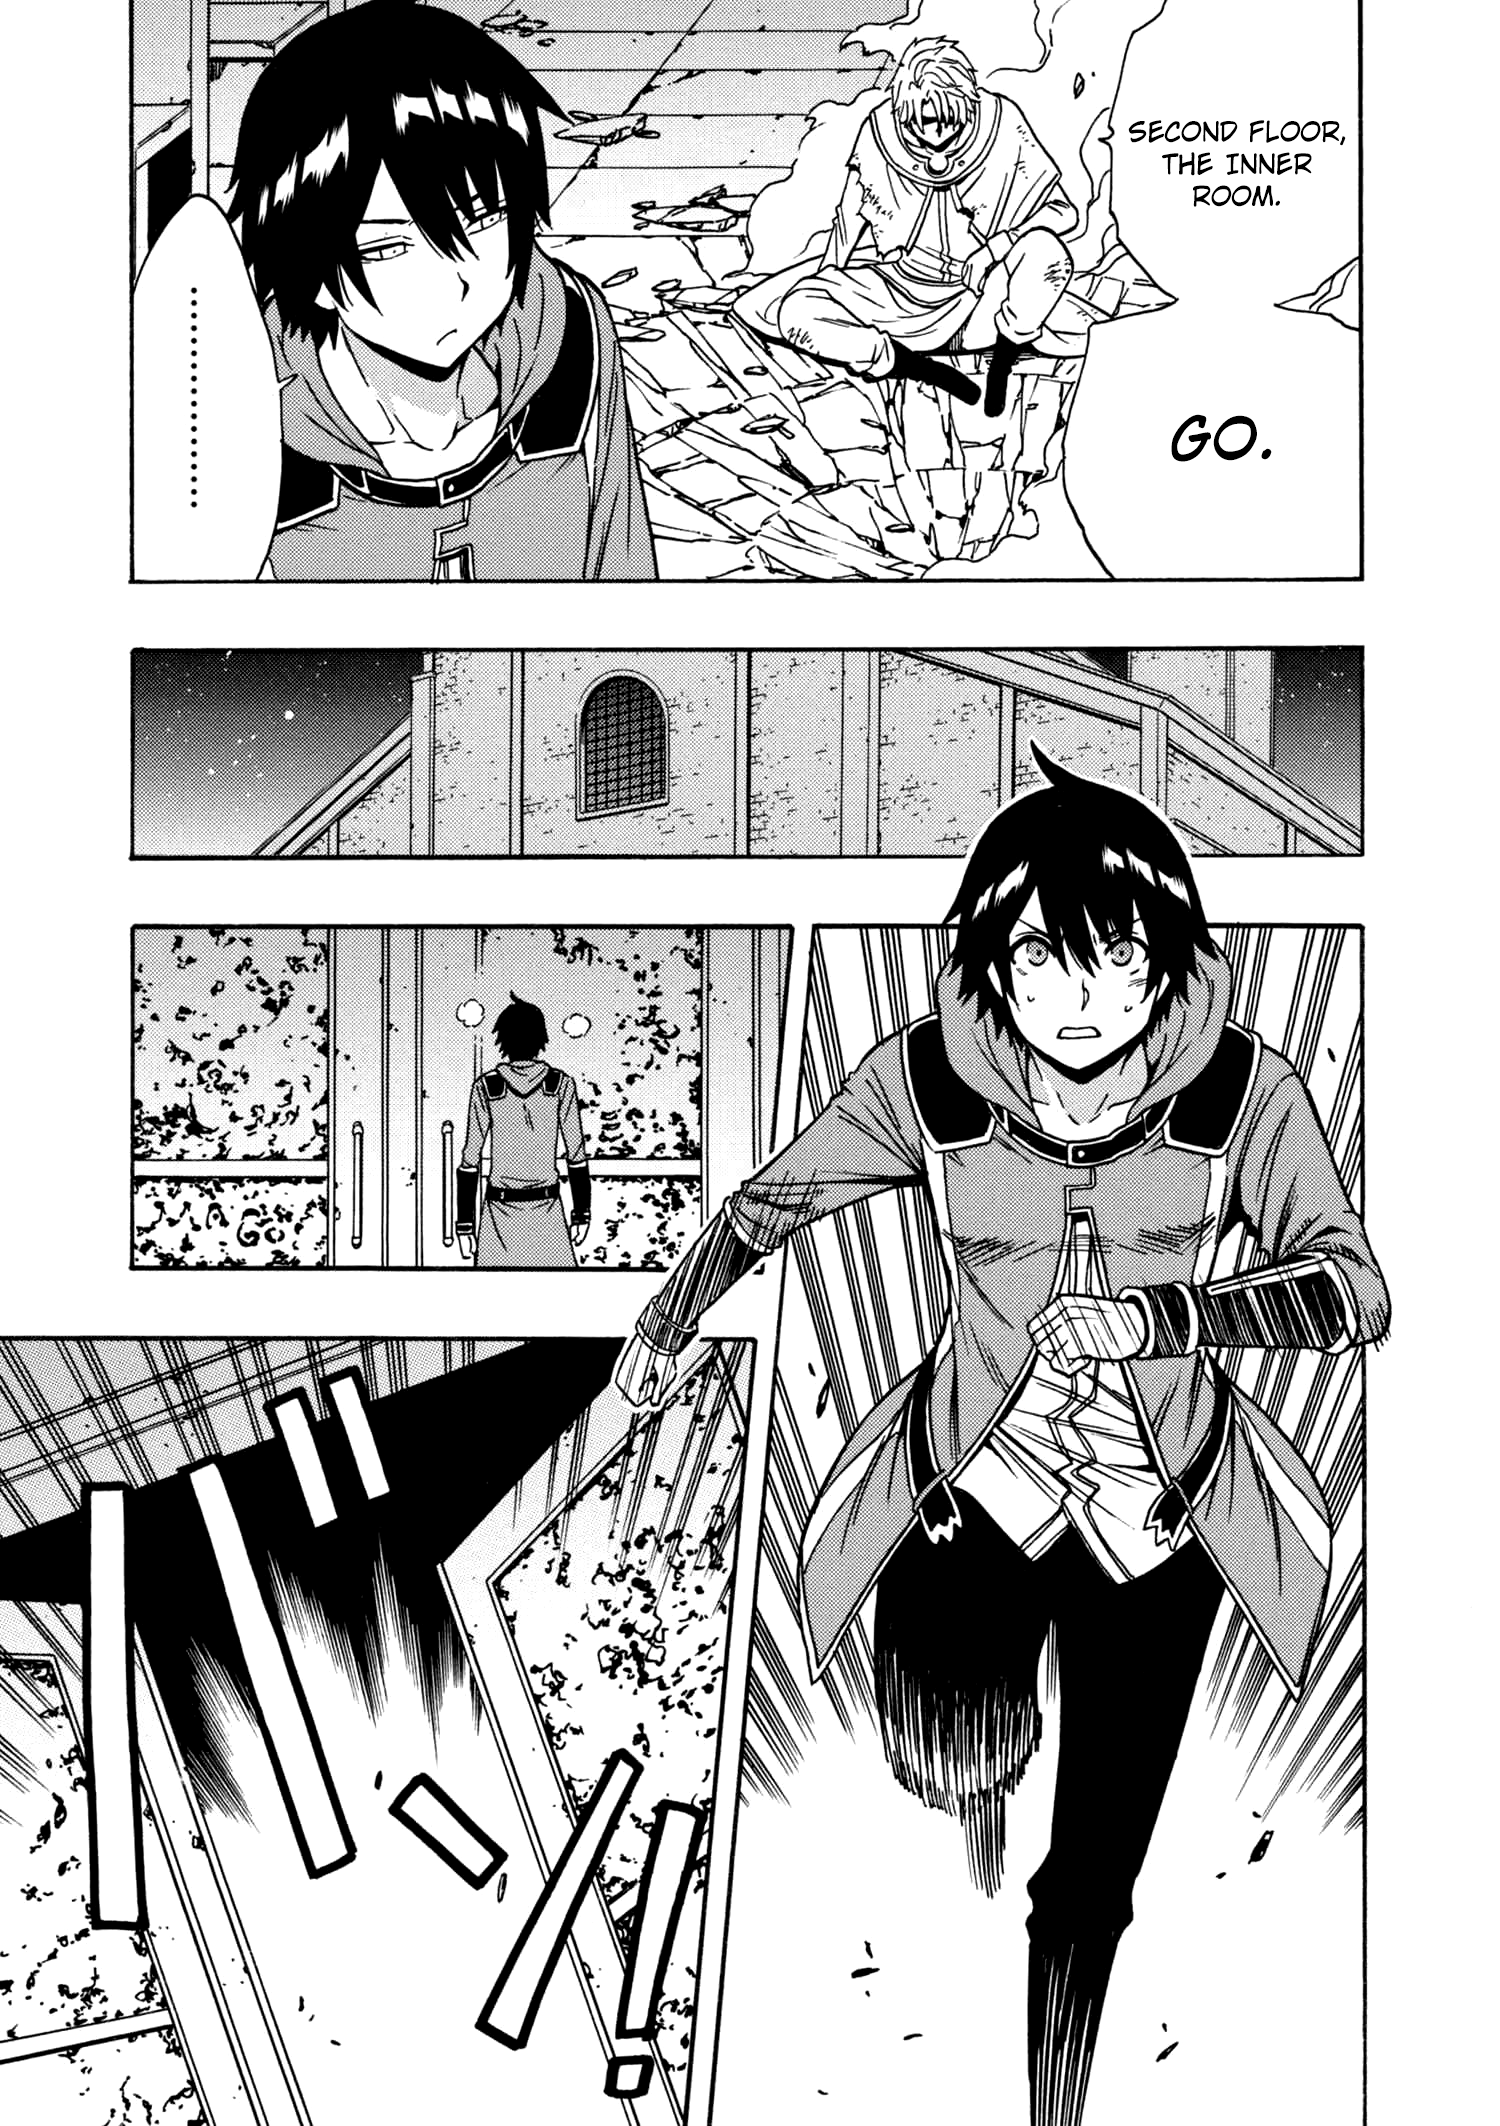 SECOND FLOOR,
THE INNER
ROOM.
GO.
...........